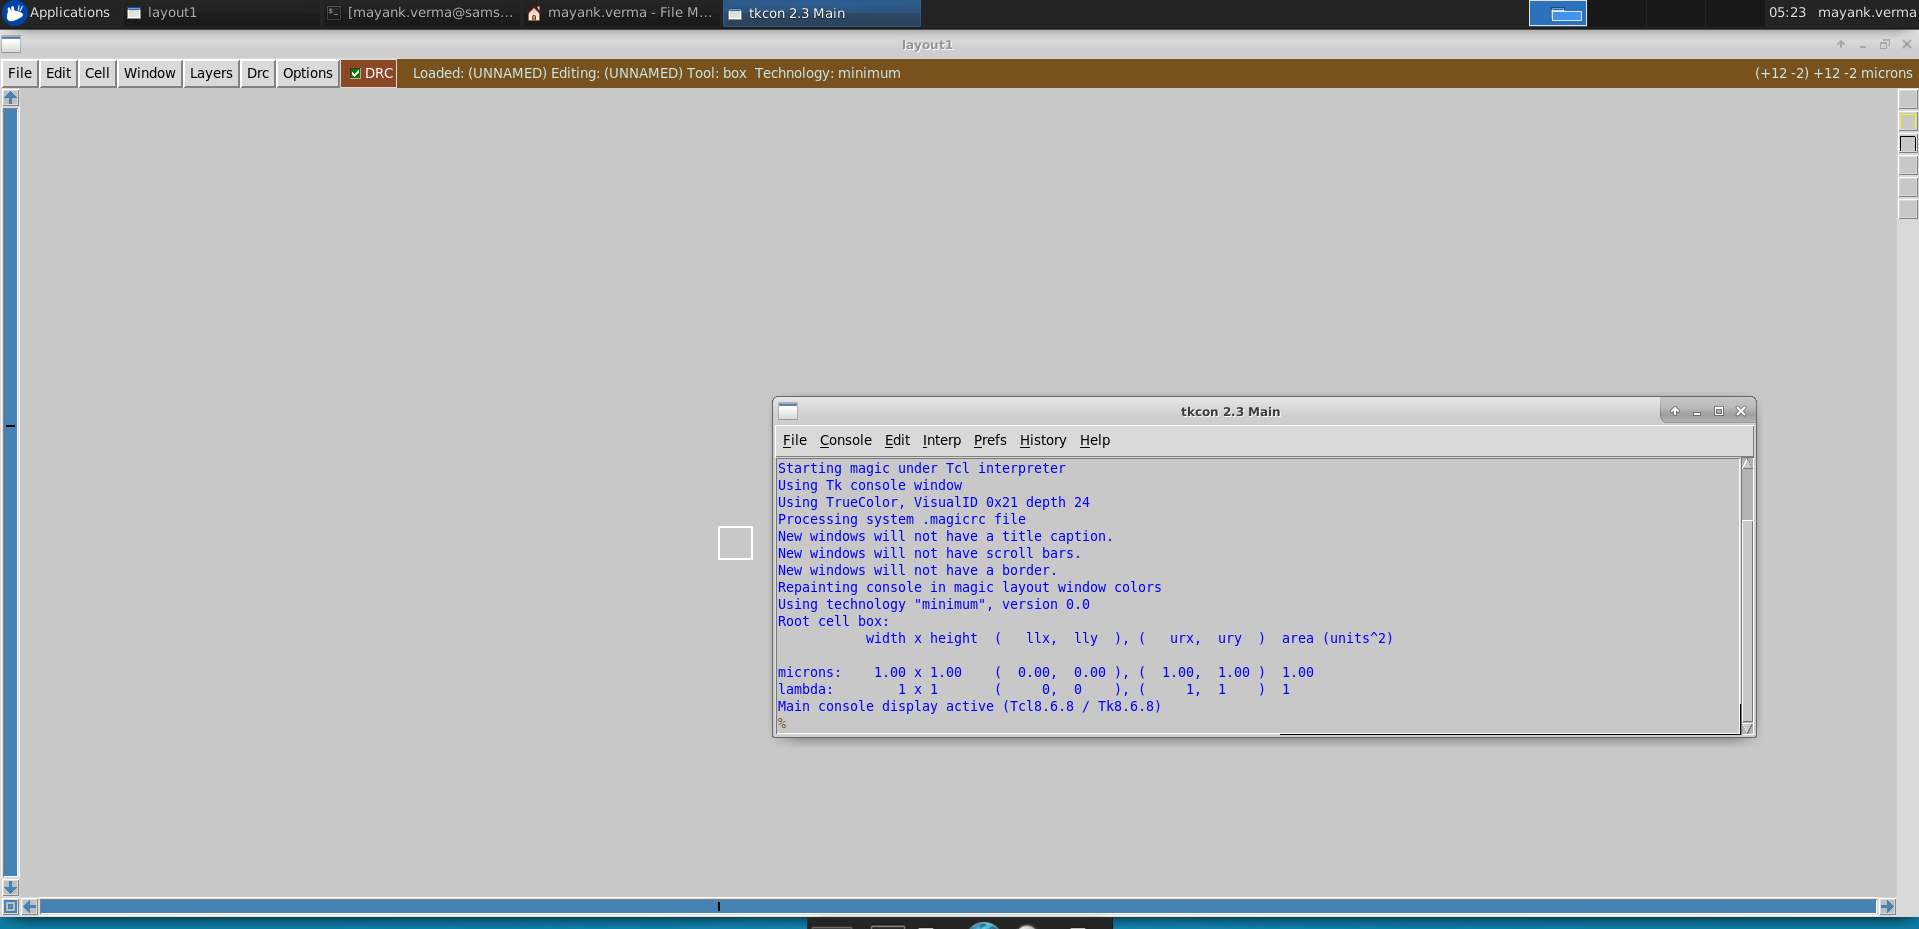 Applications layout1 [mayank.verma@sams... mayank.verma - File M... tkcon 2.3 Main 05:23 mayank.verma
layout1
File Edit Cell Window Layers Drc Options DRC Loaded: (UNNAMED) Editing: (UNNAMED) Tool: box Technology: minimum (+12 -2) +12 -2 microns
tkcon 2.3 Main
File Console Edit Interp Prefs History Help
Starting magic under Tcl interpreter
Using Tk console window
Using TrueColor, VisualID 0x21 depth 24
Processing system .magicrc file
New windows will not have a title caption.
New windows will not have scroll bars.
New windows will not have a border.
Repainting console in magic layout window colors
Using technology "minimum", version 0.0
Root cell box:
width x height ( llx, lly ), ( urx, ury ) area (units^2)
microns: 1.00 x 1.00 ( 0.00, 0.00 ), ( 1.00, 1.00 ) 1.00
lambda: 1 x 1 ( 0, 0 ), ( 1, 1 ) 1
Main console display active (Tcl8.6.8 / Tk8.6.8)
%